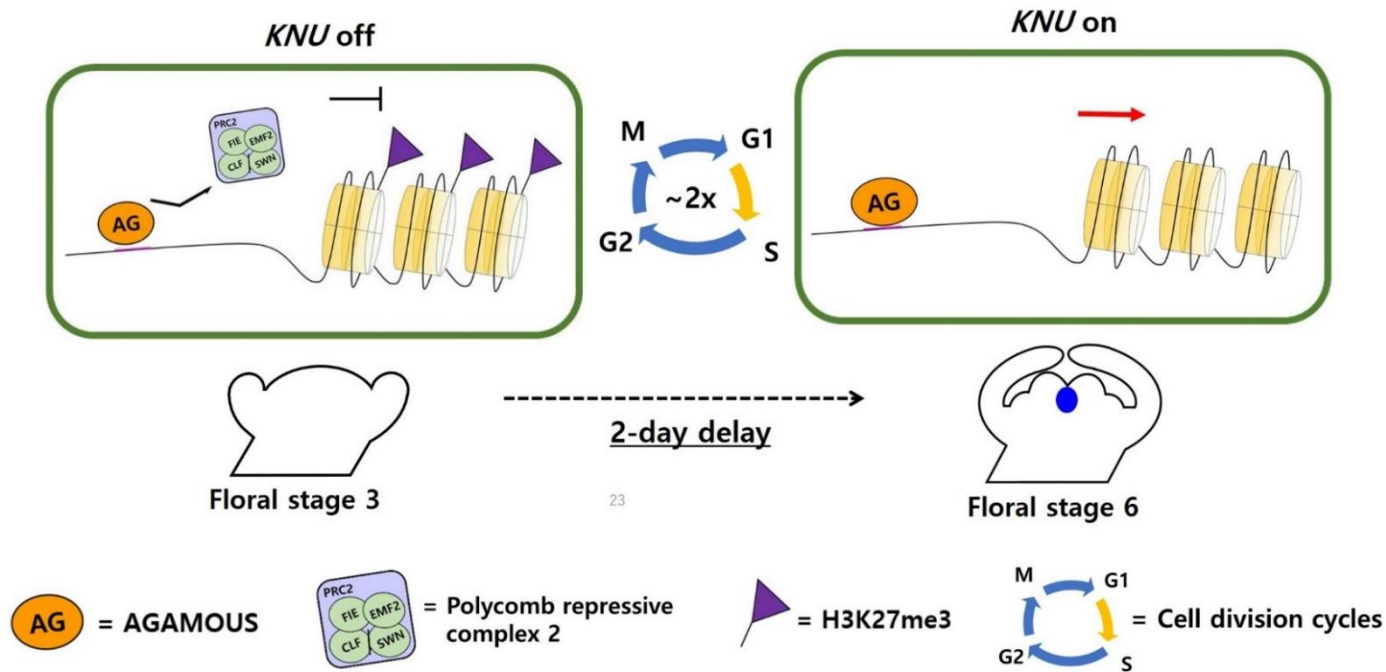 KNU off
KNU on
PRC2
FIE EMF2
CLF SWN
AG
M G1
~2x
G2 S
AG
2-day delay
Floral stage 3
23
Floral stage 6
AG = AGAMOUS
PRC2
FIE EMF2
CLF SWN
= Polycomb repressive
complex 2
= H3K27me3
M G1
G2 S
= Cell division cycles